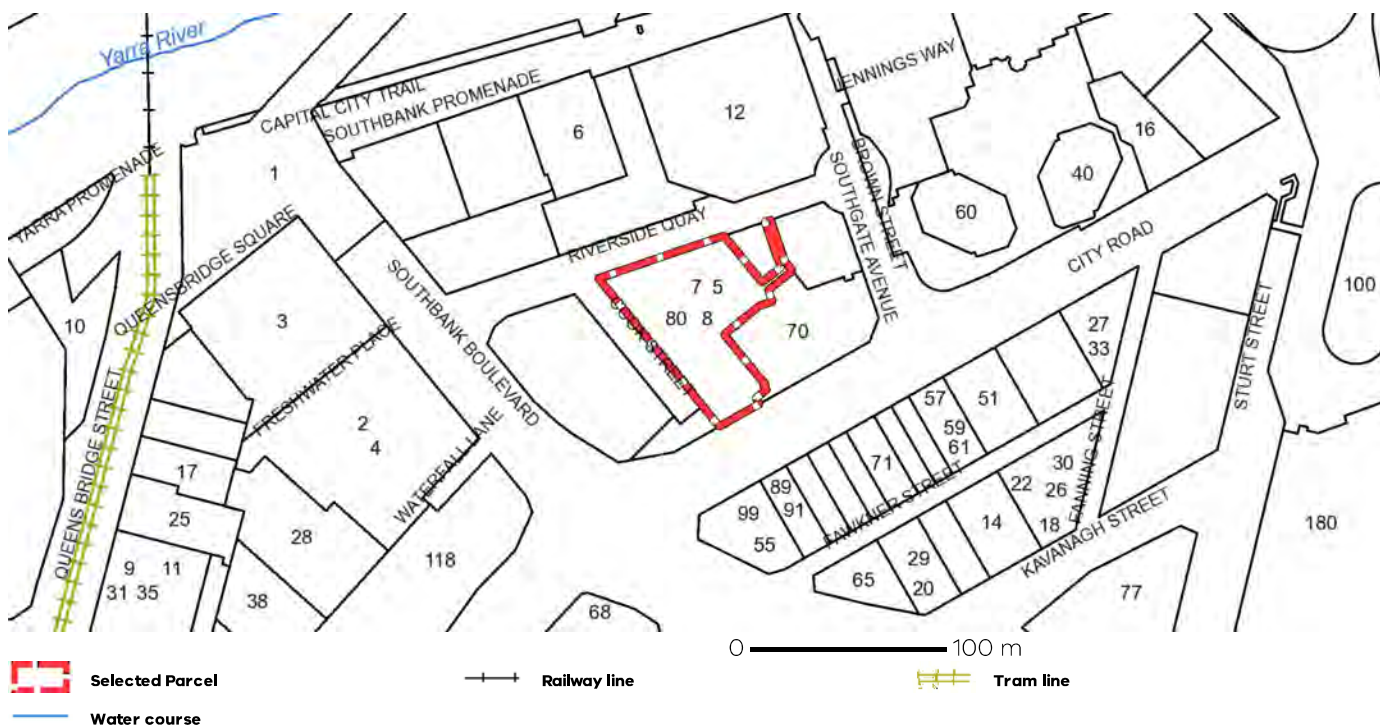 Yarra River
CAPITAL CITY TRAIL
SOUTHBANK PROMENADE
JENNINGS WAY
6
12
16
YARRA PROMENADE
1
BROWN STREET
SOUTHGATE AVENUE
40
60
QUEENSBRIDGE SQUARE
RIVERSIDE QUAY
CITY ROAD
SOUTHBANK BOULEVARD
7 5
80 8
70
100
10
3
27
33
FRESHWATER PLACE
STURT STREET
QUEENS BRIDGE STREET
57
51
59
61
2
4
WATERFALL LANE
FANNING STREET
71
30
17
89
22
26
91
FAWKNER STREET
99
25
14
18
180
55
28
KAVANAGH STREET
118
29
65
9
11
31 35
20
77
38
68
0
100 m
Selected Parcel
Railway line
Tram line
Water course